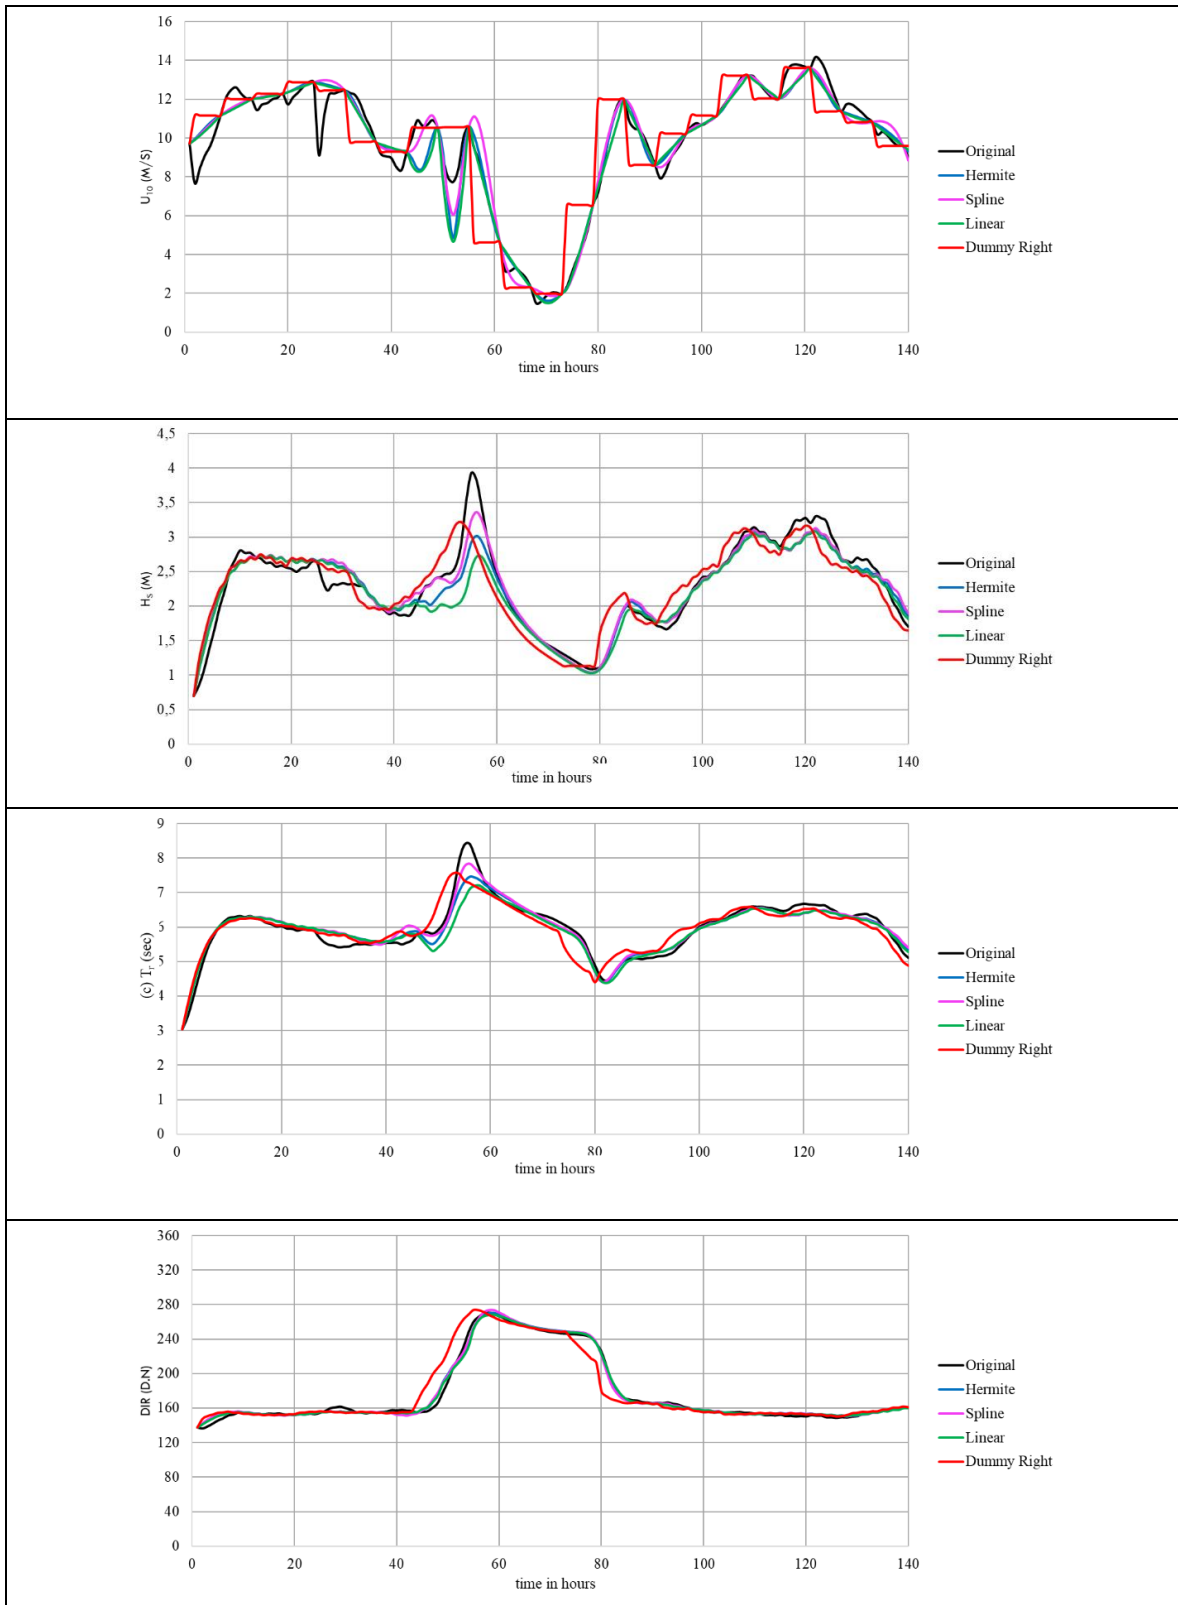 16
14
12
10
8
6
4
2
0
U10 (M/S)
0 20 40 60 80 100 120 140
time in hours
Original
Hermite
Spline
Linear
Dummy Right
4,5
4
3,5
3
2,5
2
1,5
1
0,5
0
HS (M)
0 20 40 60 80 100 120 140
time in hours
Original
Hermite
Spline
Linear
Dummy Right
9
8
7
6
5
4
3
2
1
0
(c) Tr (sec)
0 20 40 60 80 100 120 140
time in hours
Original
Hermite
Spline
Linear
Dummy Right
360
320
280
240
200
160
120
80
40
0
DIR (D.N)
0 20 40 60 80 100 120 140
time in hours
Original
Hermite
Spline
Linear
Dummy Right